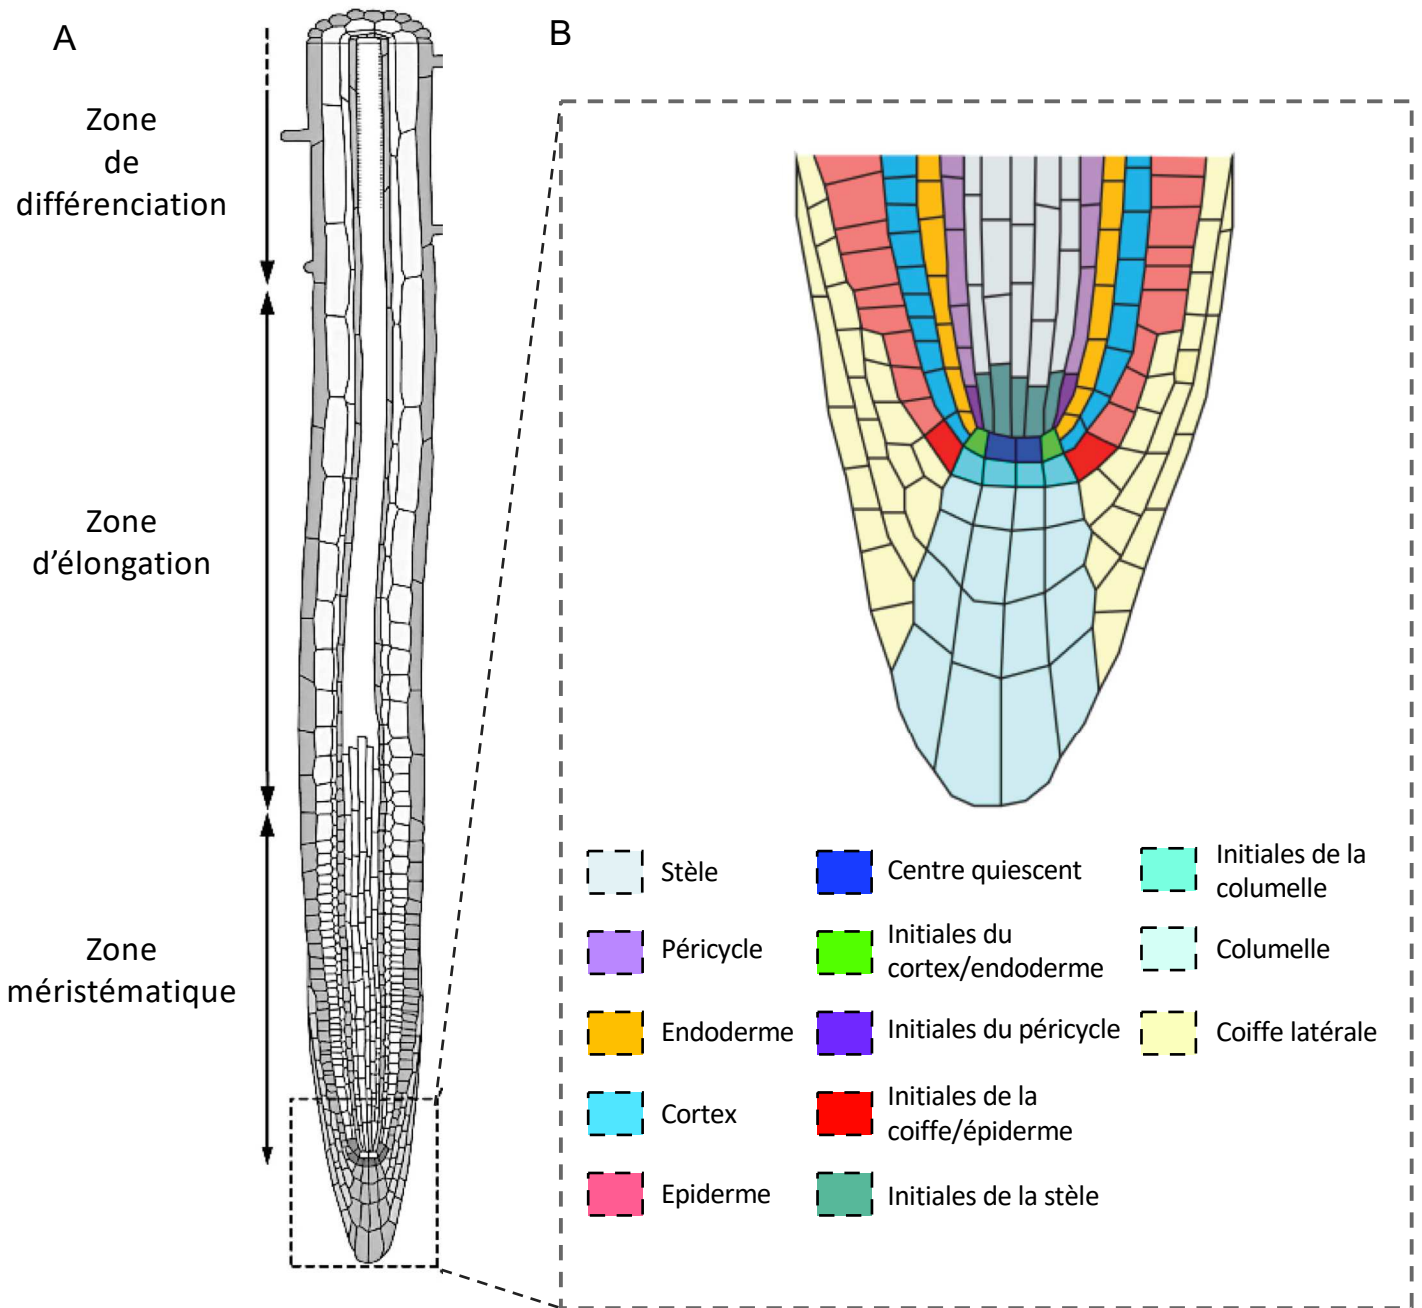 A
B
Zone
de
différenciation
Zone
d’élongation
Zone
méristématique
Stèle
Péricycle
Endoderme
Cortex
Epiderme
Centre quiescent
Initiales du
cortex/endoderme
Initiales du péricycle
Initiales de la
coiffe/épiderme
Initiales de la stèle
Initiales de la
columelle
Columelle
Coiffe latérale